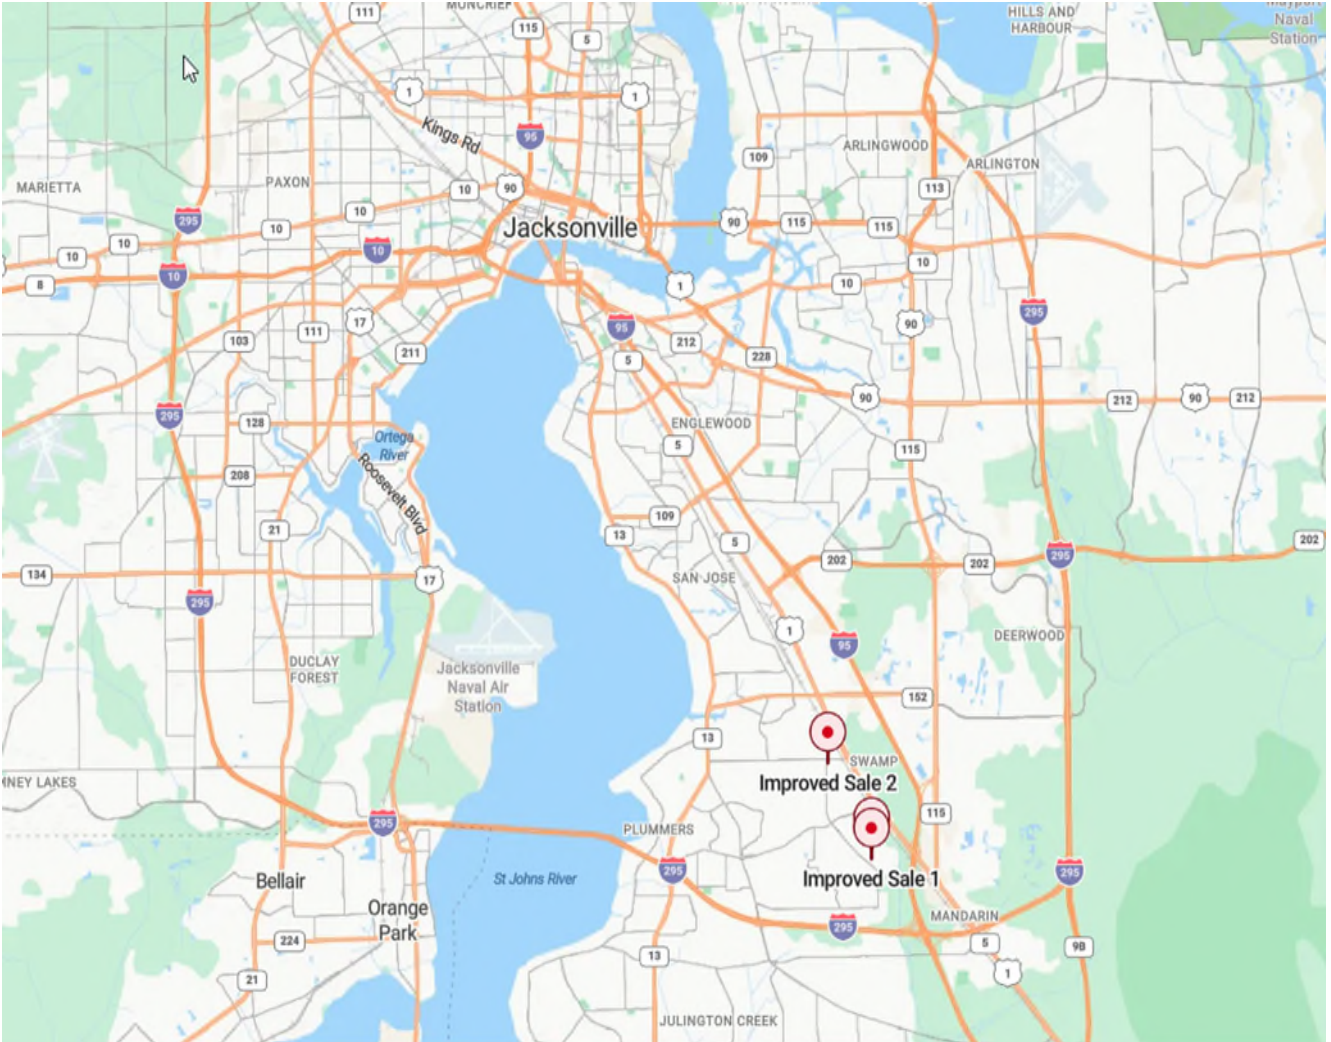 111
MONCRIEF
115
5
HILLS AND
HARBOUR
Mayport
Naval
Station
1
1
Kings Rd
95
109
ARLINGWOOD
ARLINGTON
MARIETTA
PAXON
10
90
113
295
10
10
Jacksonville
90
115
115
10
10
10
10
10
8
1
10
295
17
95
90
103
111
212
211
5
228
295
90
212
90
212
128
ENGLEWOOD
Ortega
River
5
115
208
Roosevelt Blvd
109
21
13
5
202
202
295
202
134
17
SAN JOSE
295
1
95
DEERWOOD
DUCLAY
FOREST
Jacksonville
Naval Air
Station
152
13
SWAMP
Improved Sale 2
115
295
PLUMMERS
295
295
Improved Sale 1
Bellair
St Johns River
Orange
Park
MANDARIN
295
224
5
9B
13
1
21
JULINGTON CREEK